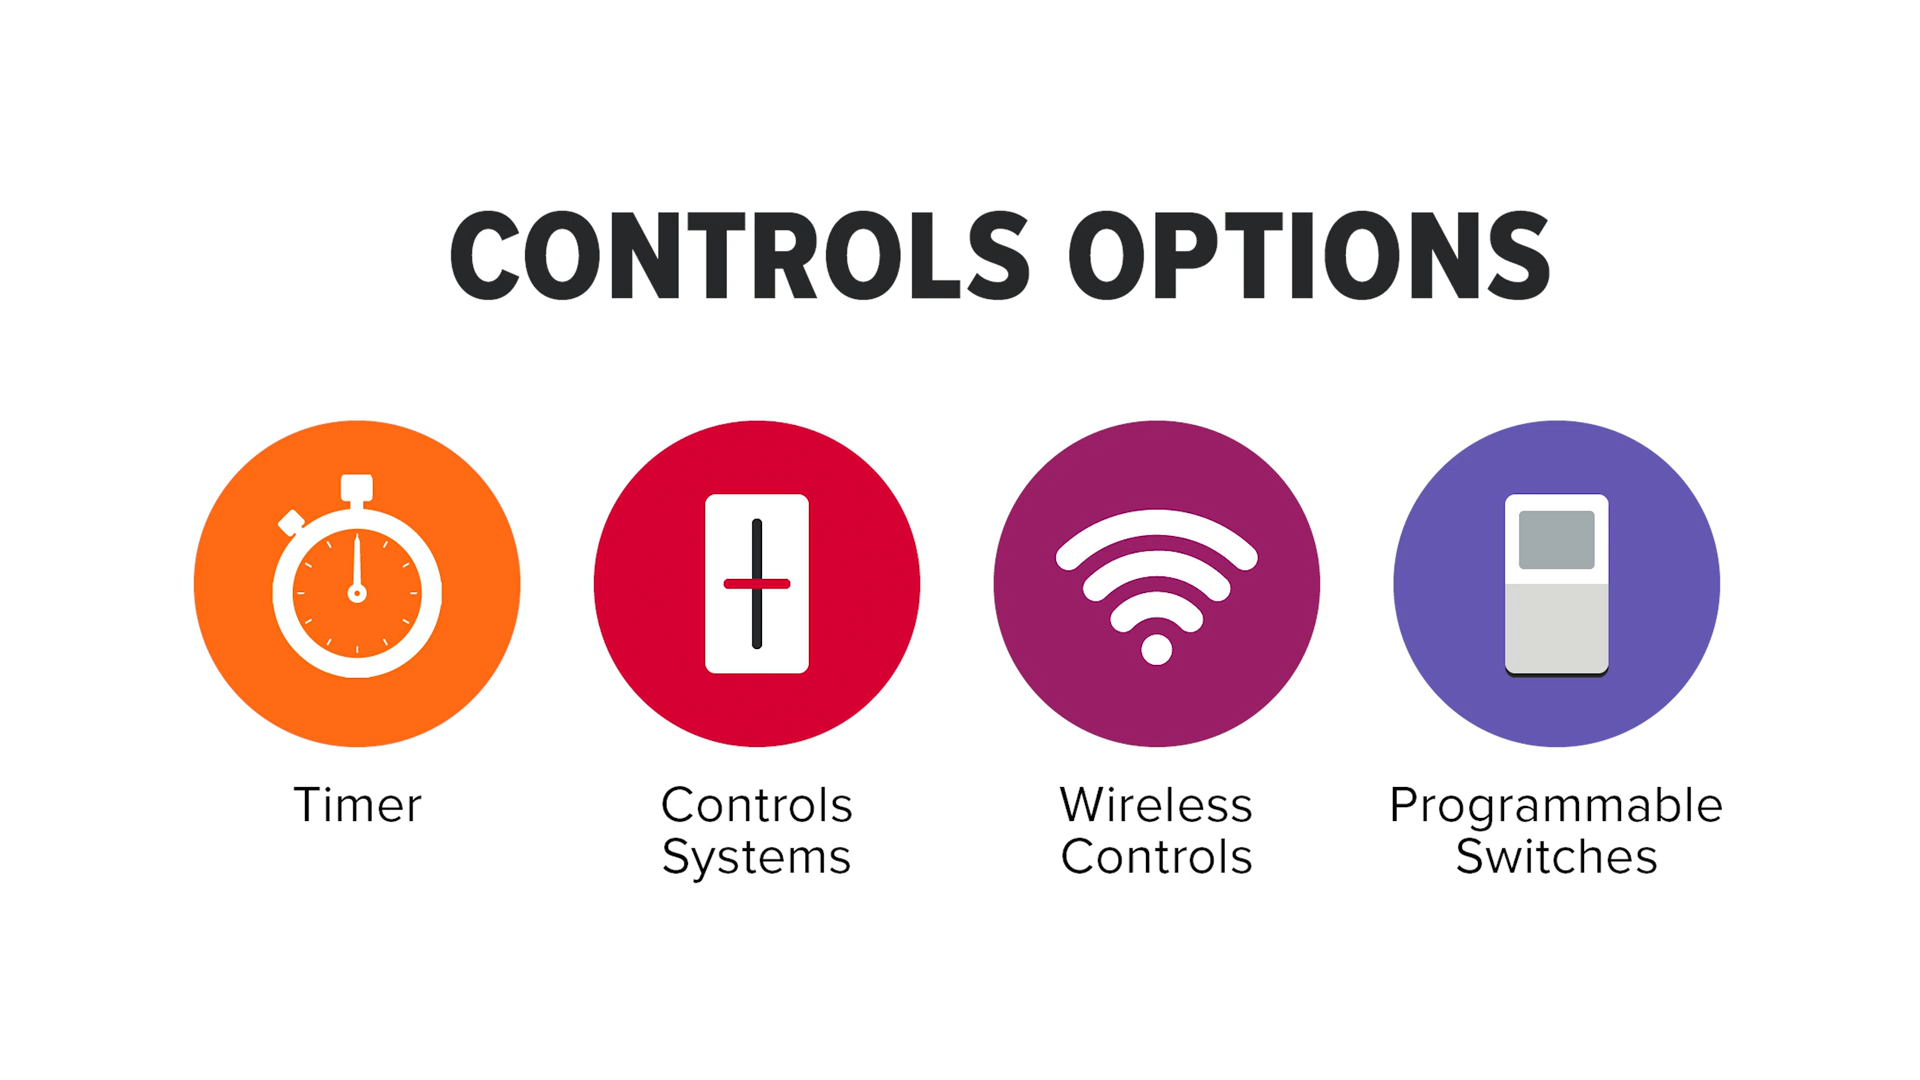 CONTROLS OPTIONS
Timer
Controls
Systems
Wireless
Controls
Programmable
Switches